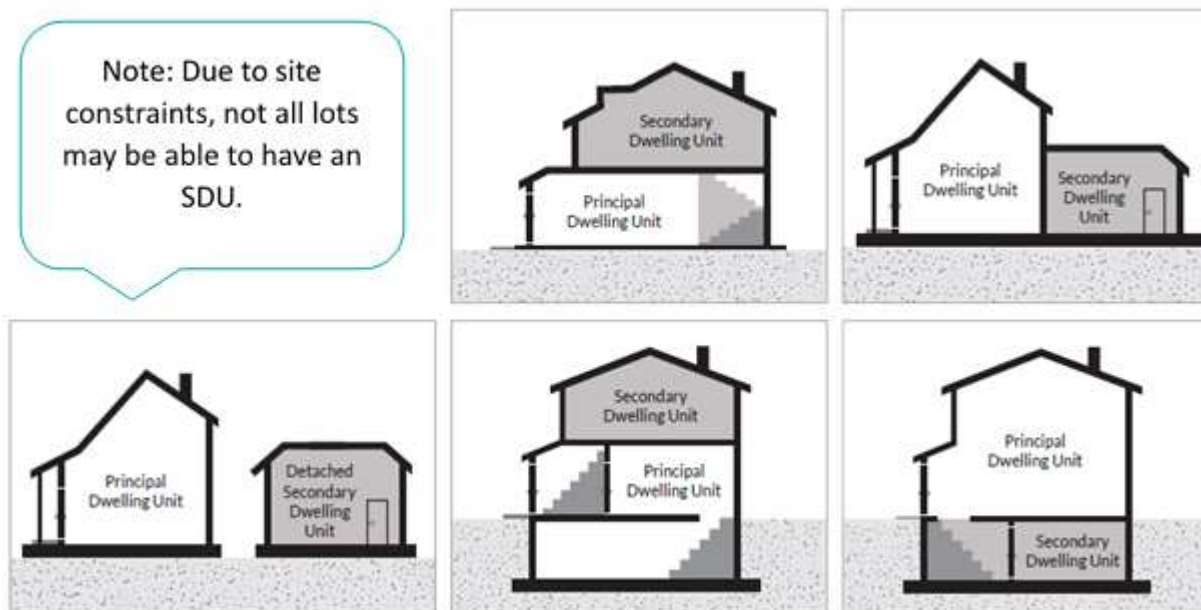 Note: Due to site
constraints, not all lots
may be able to have an
SDU.
Secondary
Dwelling Unit
Principal
Dwelling Unit
Principal
Dwelling Unit
Secondary
Dwelling
Unit
Principal
Dwelling Unit
Detached
Secondary
Dwelling
Unit
Secondary
Dwelling Unit
Principal
Dwelling Unit
Principal
Dwelling Unit
Secondary
Dwelling Unit